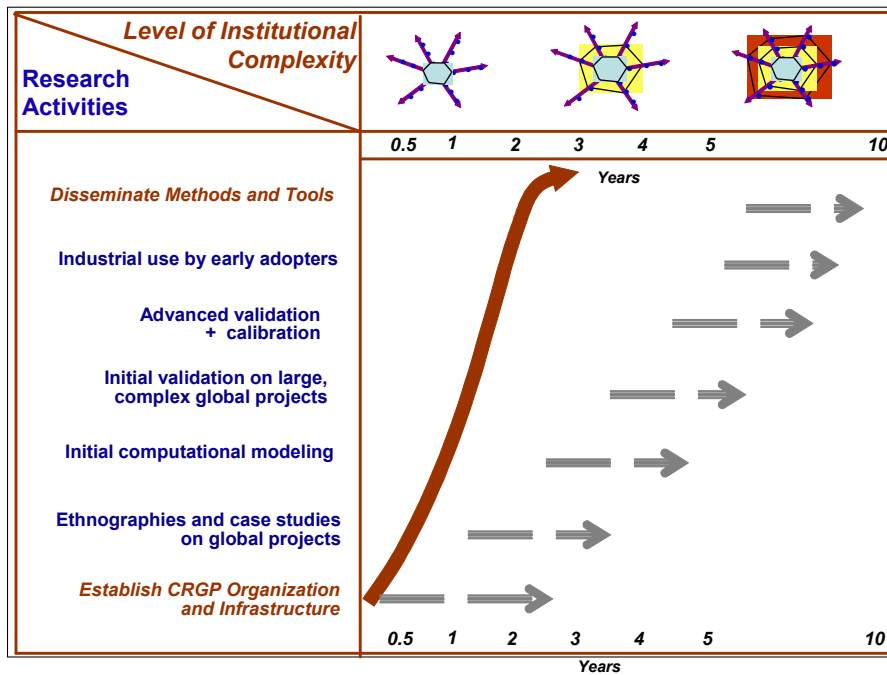 Level of Institutional
Complexity
Research
Activities
0.5 1 2 3 4 5 10
Years
Disseminate Methods and Tools
Industrial use by early adopters
Advanced validation
+ calibration
Initial validation on large,
complex global projects
Initial computational modeling
Ethnographies and case studies
on global projects
Establish CRGP Organization
and Infrastructure
0.5 1 2 3 4 5 10
Years